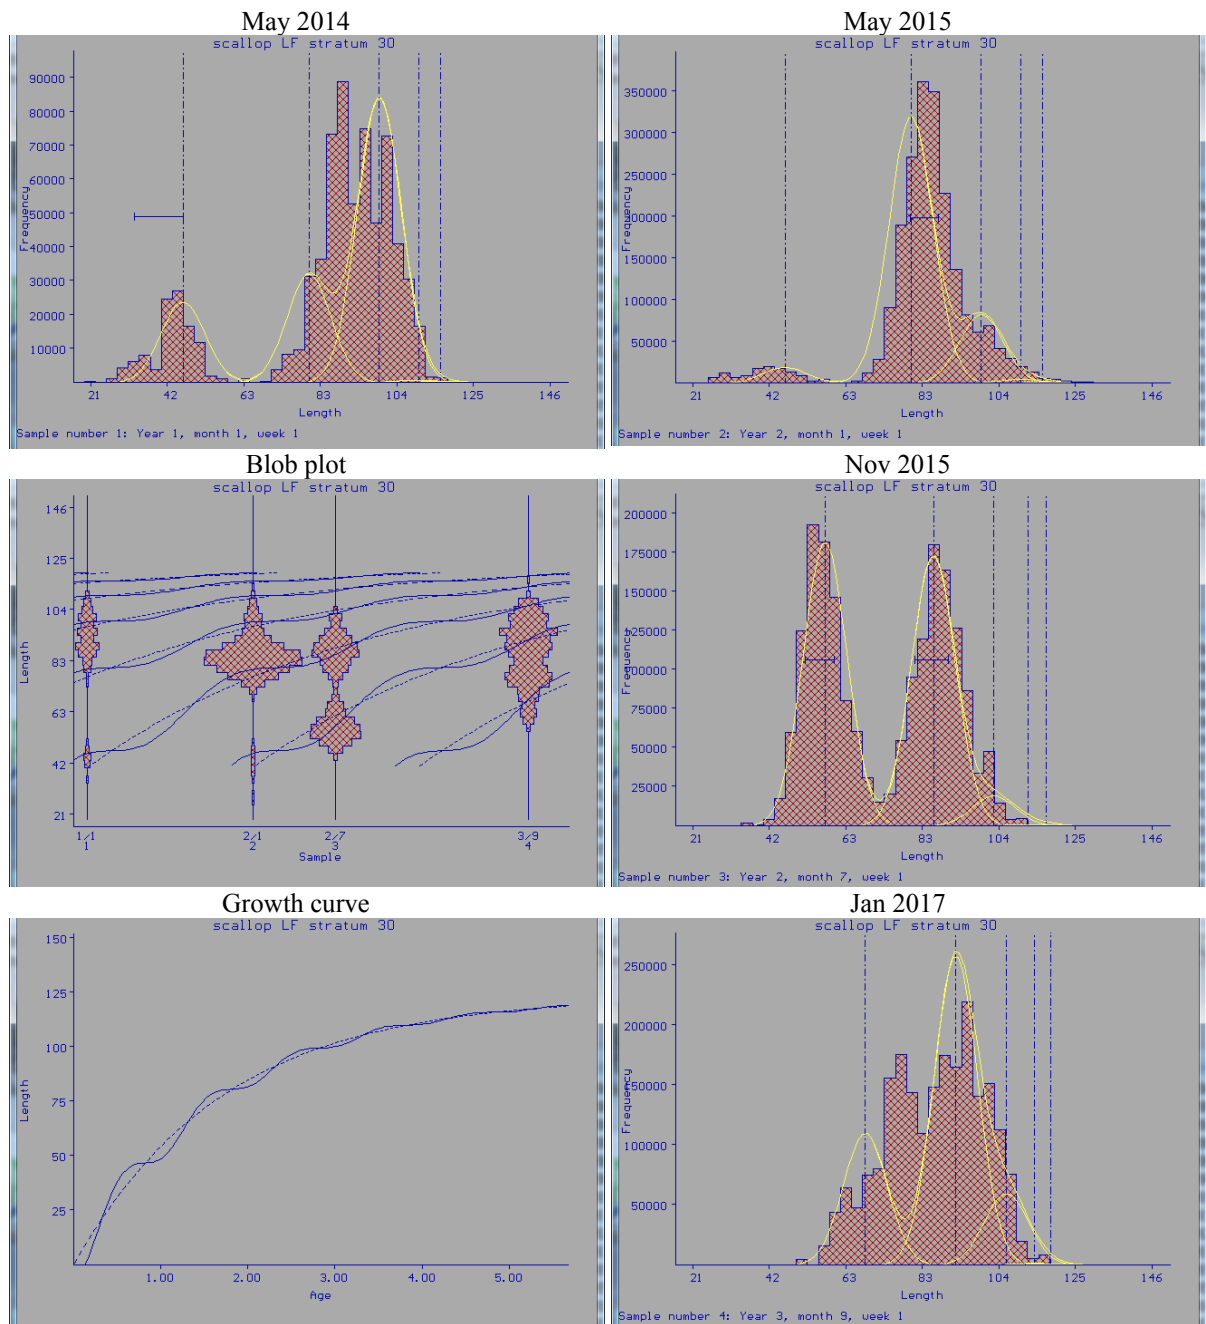 May 2014
scallop LF stratum 30
Frequency
90000
80000
70000
60000
50000
40000
30000
20000
10000
21 42 63 83 104 125 146
Length
Sample number 1: Year 1, month 1, week 1
May 2015
scallop LF stratum 30
Frequency
350000
300000
250000
200000
150000
100000
50000
21 42 63 83 104 125 146
Length
Sample number 2: Year 2, month 1, week 1
Blob plot
scallop LF stratum 30
Length
146
125
104
83
63
42
21
1/1 2/1 2/7 3/9
1 2 3 4
Sample
Nov 2015
scallop LF stratum 30
Frequency
200000
175000
150000
125000
100000
75000
50000
25000
21 42 63 83 104 125 146
Length
Sample number 3: Year 2, month 7, week 1
Growth curve
scallop LF stratum 30
Length
150
125
100
75
50
25
1.00 2.00 3.00 4.00 5.00
Age
Jan 2017
scallop LF stratum 30
Frequency
250000
200000
150000
100000
50000
21 42 63 83 104 125 146
Length
Sample number 4: Year 3, month 9, week 1